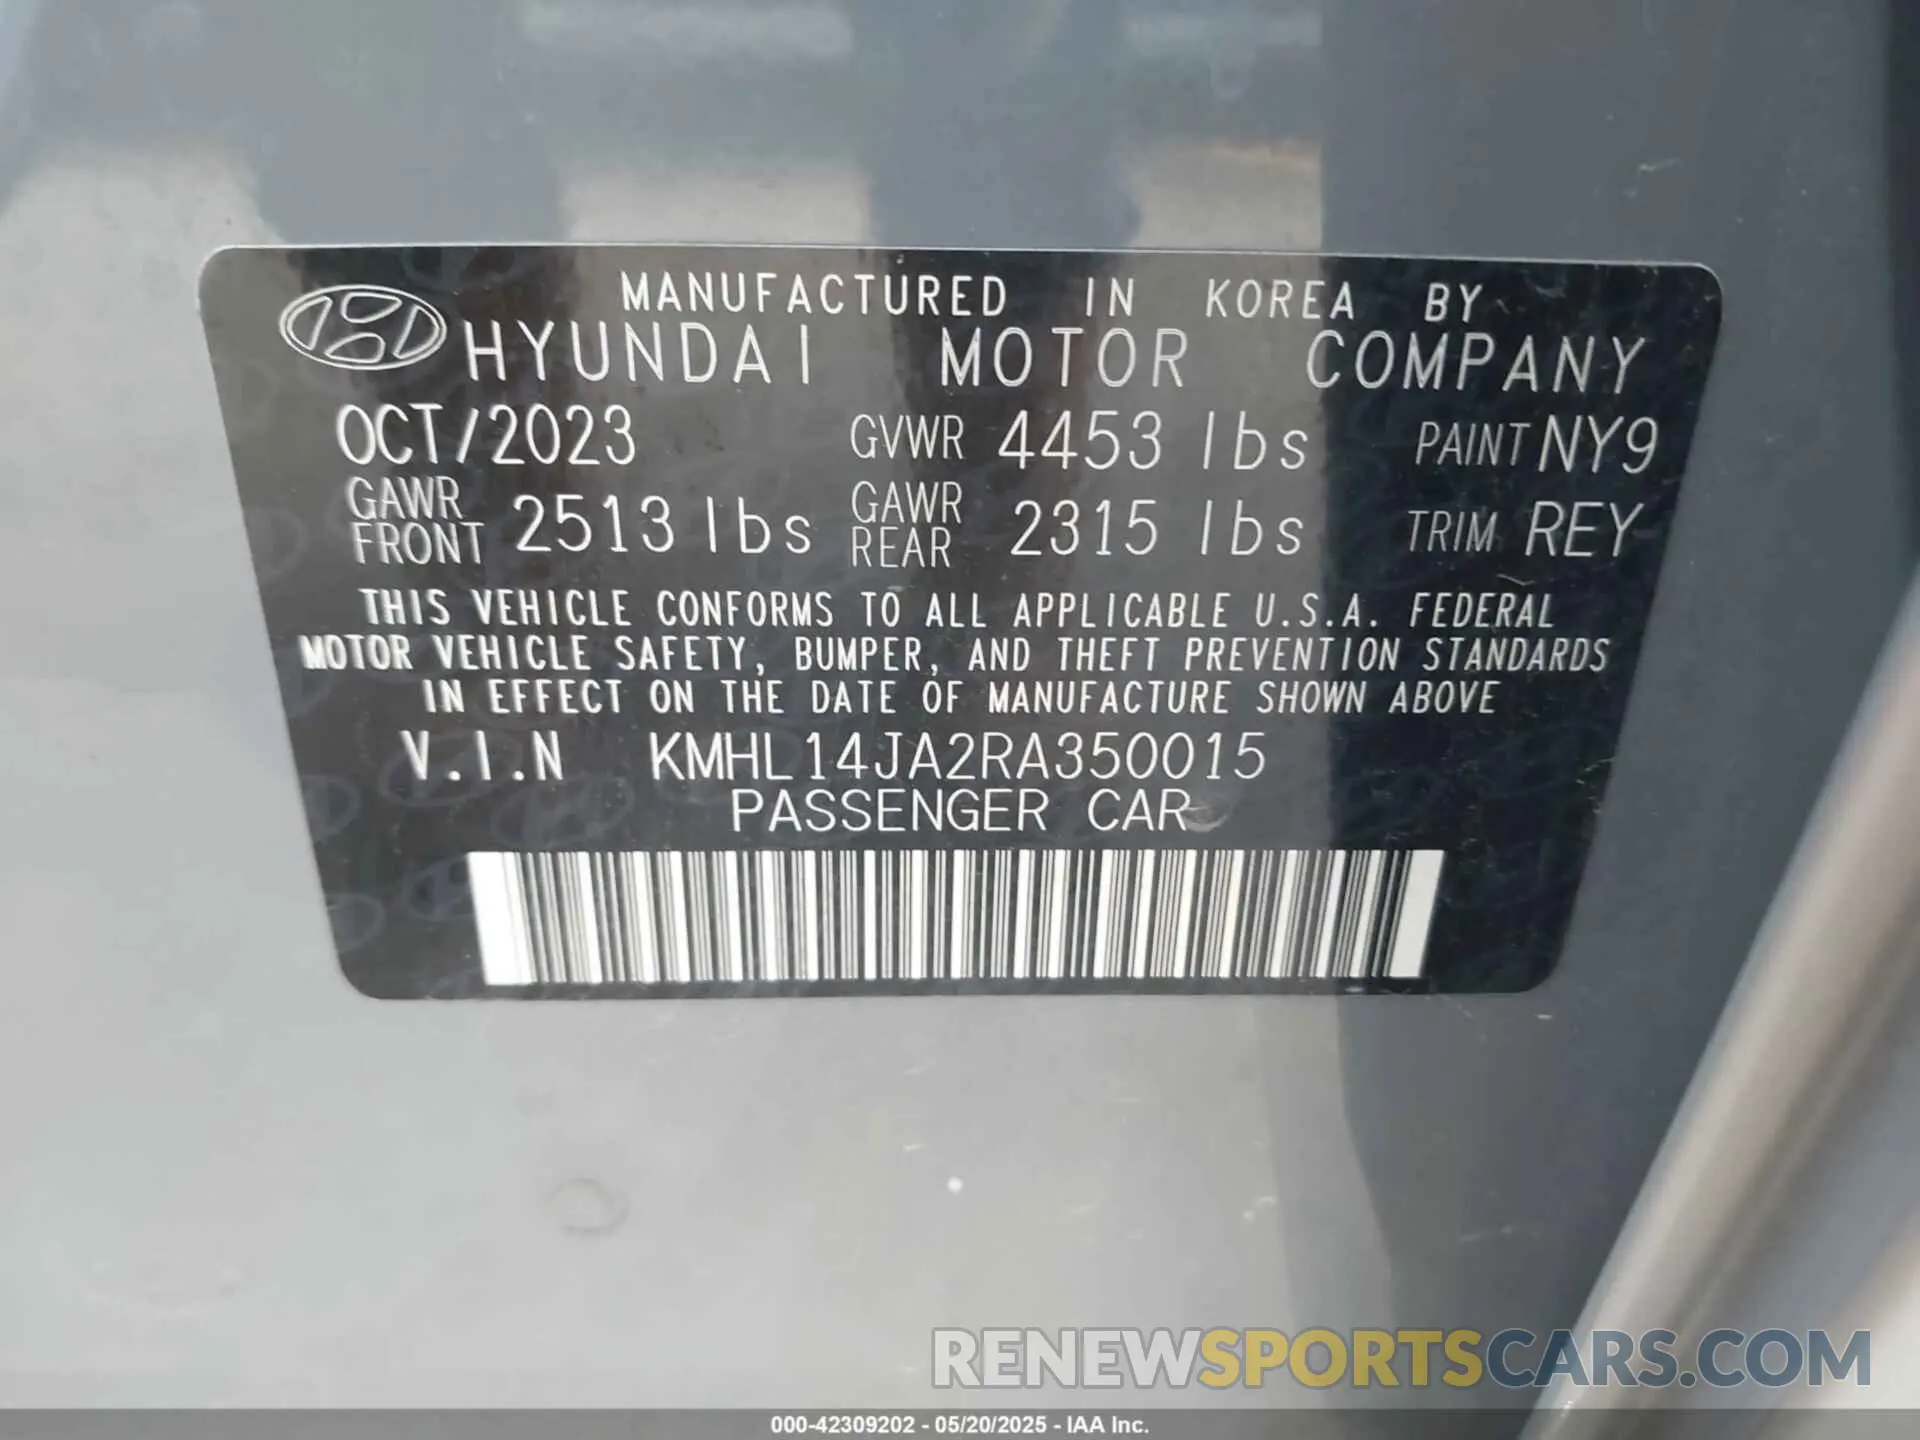 MANUFACTURED IN KOREA BY
HYUNDAI MOTOR COMPANY
OCT/2023 GVWR 4453 lbs PAINT NY9
GAWR FRONT 2513 lbs GAWR REAR 2315 lbs TRIM REY
THIS VEHICLE CONFORMS TO ALL APPLICABLE U.S.A. FEDERAL
MOTOR VEHICLE SAFETY, BUMPER, AND THEFT PREVENTION STANDARDS
IN EFFECT ON THE DATE OF MANUFACTURE SHOWN ABOVE
V.I.N KMHL14JA2RA350015
PASSENGER CAR
RENEWSPORTSCARS.COM
000-42309202 - 05/20/2025 - IAA Inc.